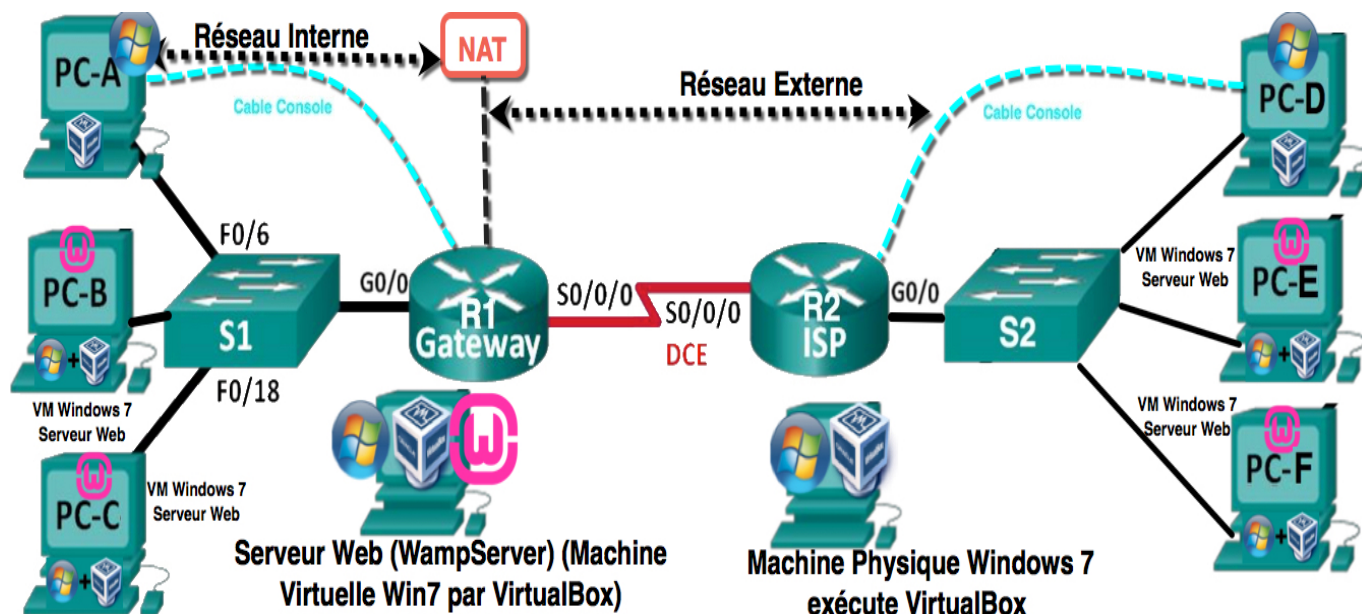 Réseau Interne
NAT
PC-A
Cable Console
Réseau Externe
Cable Console
PC-D
F0/6
PC-B
G0/0
S0/0/0
S0/0/0
DCE
G0/0
VM Windows 7
Serveur Web
PC-E
S1
R1
Gateway
R2
ISP
S2
F0/18
VM Windows 7
Serveur Web
VM Windows 7
Serveur Web
PC-C
VM Windows 7
Serveur Web
PC-F
Serveur Web (WampServer) (Machine
Virtuelle Win7 par VirtualBox)
Machine Physique Windows 7
exécute VirtualBox